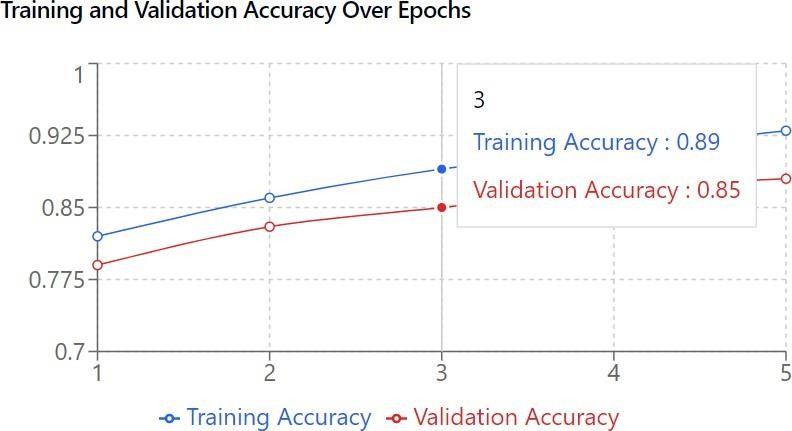 Training and Validation Accuracy Over Epochs
1
0.925
0.85
0.775
0.7
3
Training Accuracy : 0.89
Validation Accuracy : 0.85
1 2 3 4 5
Training Accuracy Validation Accuracy